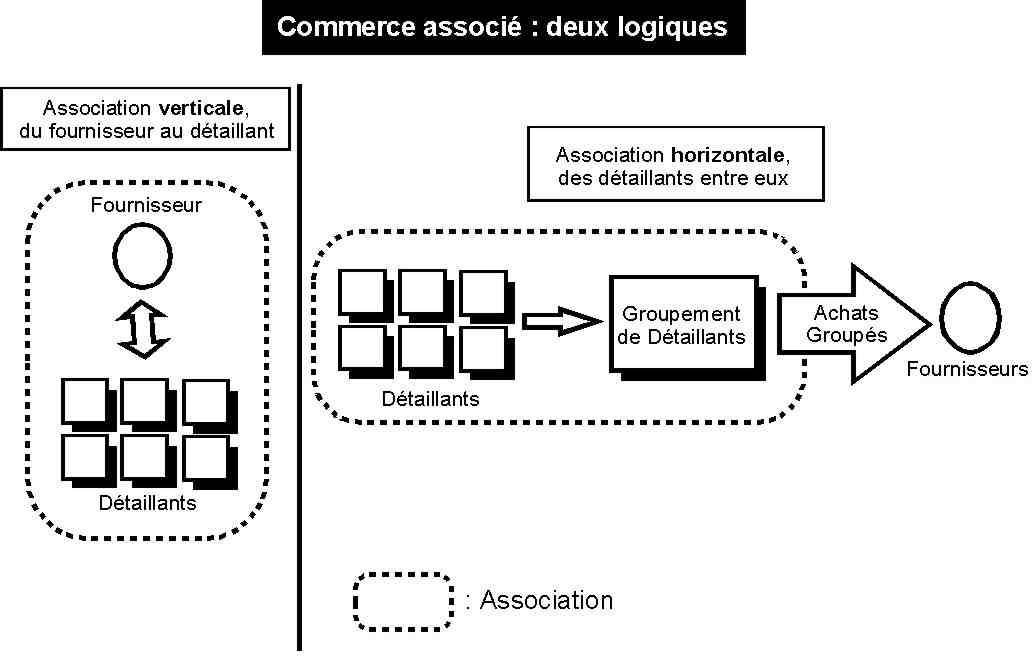 Commerce associé : deux logiques
Association verticale,
du fournisseur au détaillant
Fournisseur
Détaillants
Association horizontale,
des détaillants entre eux
Détaillants
Groupement
de Détaillants
Achats
Groupés
Fournisseurs
: Association